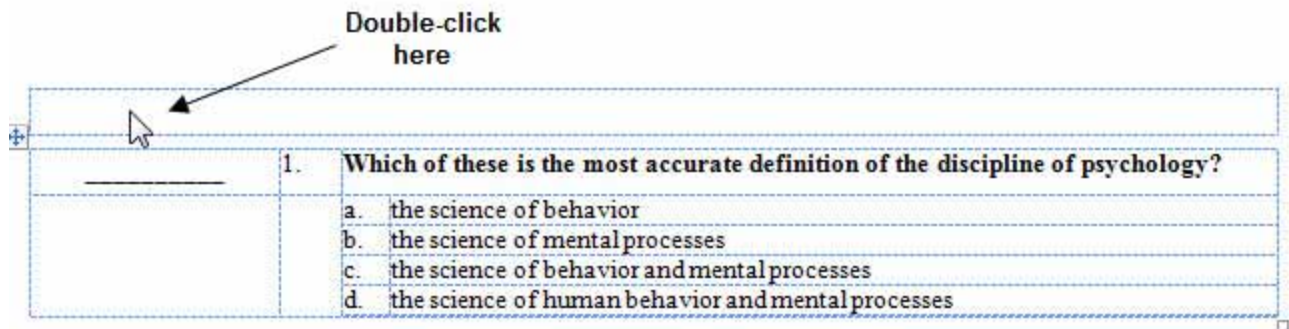 Double-click
here
__________ 1. Which of these is the most accurate definition of the discipline of psychology?
a. the science of behavior
b. the science of mental processes
c. the science of behavior and mental processes
d. the science of human behavior and mental processes